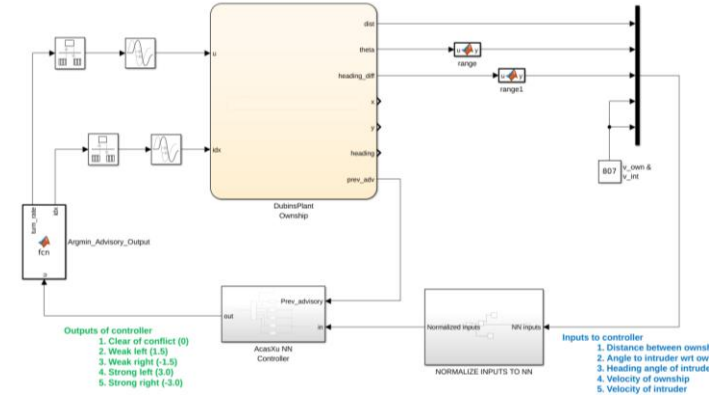 dist
theta
heading_diff
x
y
heading
prev_adv
u
idx
DubinsPlant
Ownship
u y
range
u y
range1
607
v_own &
v_int
turn_rate
idx
fcn
Argmin_Advisory_Output
Prev_advisory
in
out
AcasXu NN
Controller
Normalized Inputs
NN inputs
NORMALIZE INPUTS TO NN
Outputs of controller
1. Clear of conflict (0)
2. Weak left (1.5)
3. Weak right (-1.5)
4. Strong left (3.0)
5. Strong right (-3.0)
Inputs to controller
1. Distance between
2. Angle to intruder wrt
3. Heading angle of
4. Velocity of ownship
5. Velocity of intruder